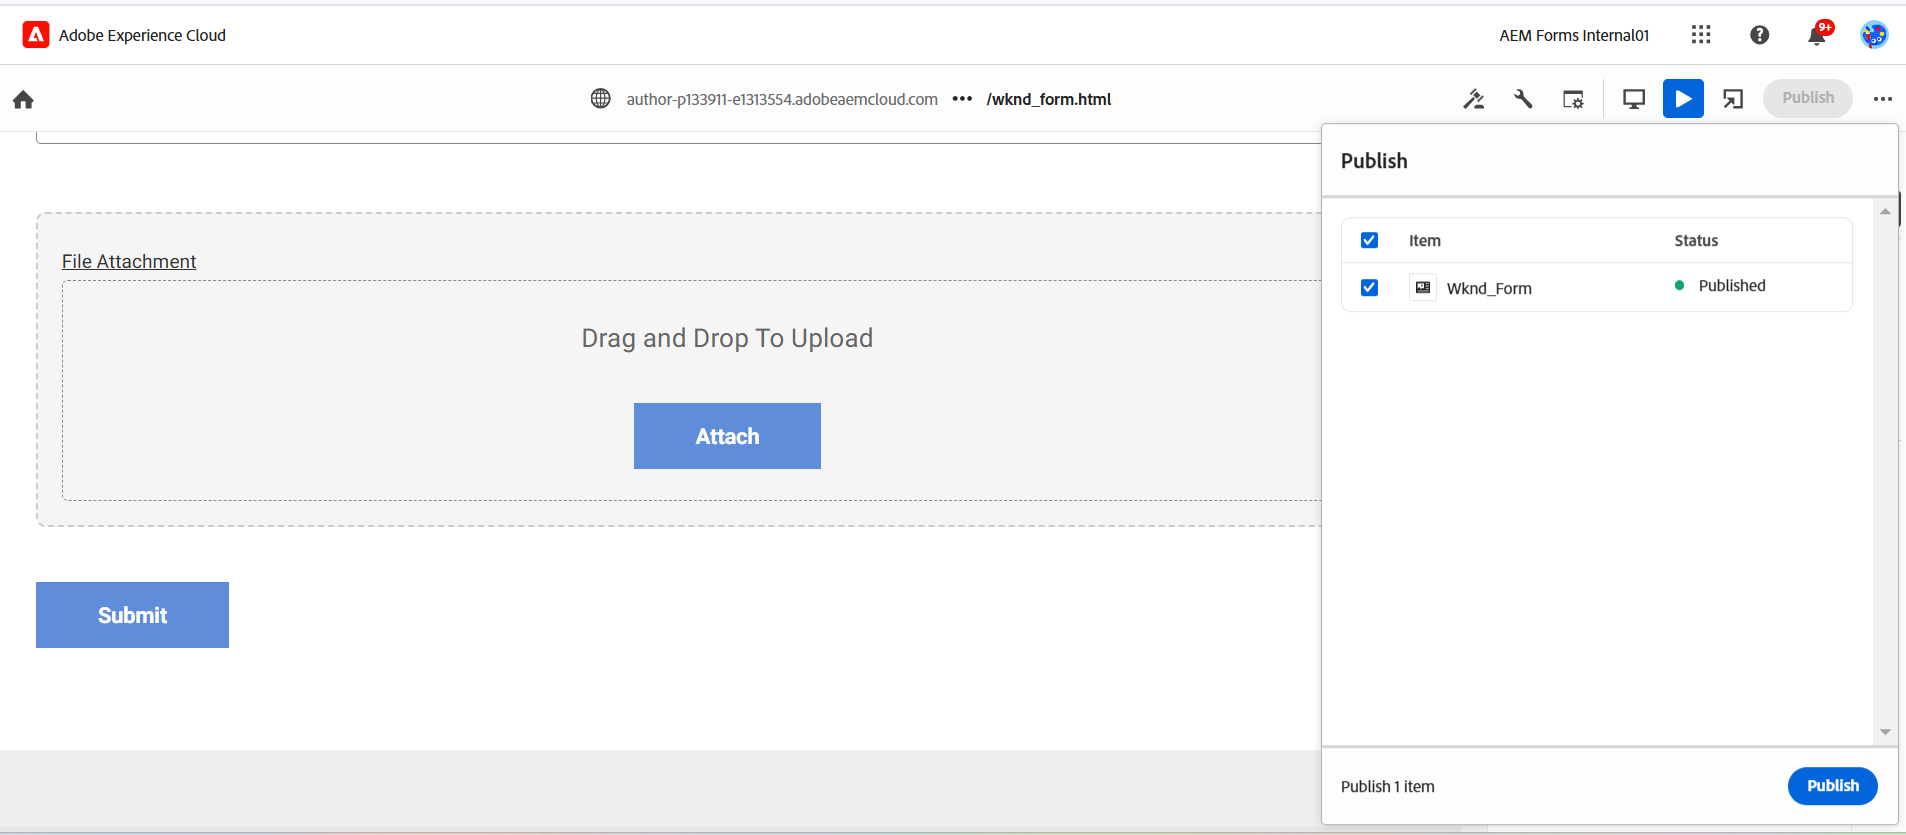 Adobe Experience Cloud
AEM Forms Internal01
9+
author-p133911-e1313554.adobeaemcloud.com ••• /wknd_form.html
Publish
Publish
Item Status
Wknd_Form Published
File Attachment
Drag and Drop To Upload
Attach
Submit
Publish 1 item
Publish